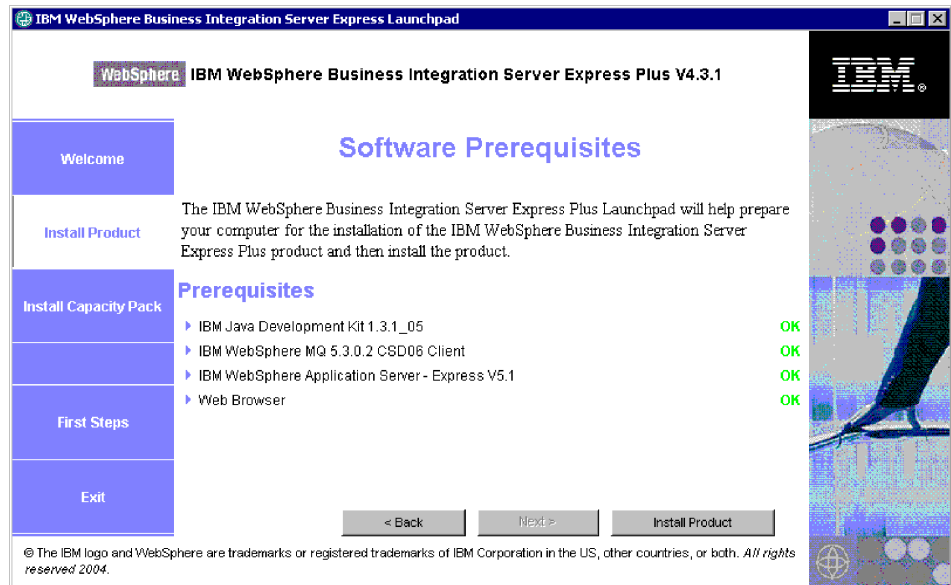 IBM WebSphere Business Integration Server Express Launchpad
WebSphere IBM WebSphere Business Integration Server Express Plus V4.3.1
IBM®
Welcome
Install Product
Install Capacity Pack
First Steps
Exit
Software Prerequisites
The IBM WebSphere Business Integration Server Express Plus Launchpad will help prepare
your computer for the installation of the IBM WebSphere Business Integration Server
Express Plus product and then install the product.
Prerequisites
IBM Java Development Kit 1.3.1_05 OK
IBM WebSphere MQ 5.3.0.2 CSD06 Client OK
IBM WebSphere Application Server - Express V5.1 OK
Web Browser OK
< Back Next > Install Product
© The IBM logo and WebSphere are trademarks or registered trademarks of IBM Corporation in the US, other countries, or both. All rights
reserved 2004.